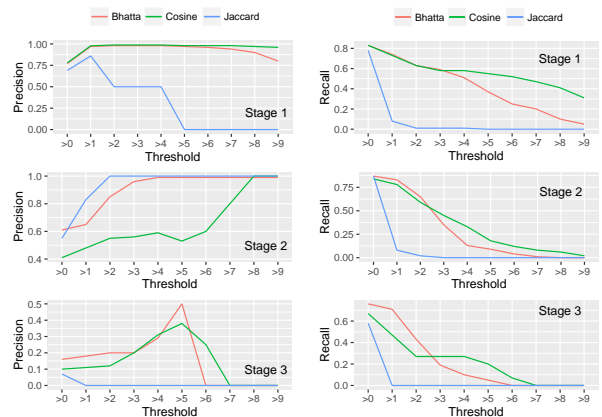 Bhatta Cosine Jaccard
Bhatta Cosine Jaccard
Precision
1.00
0.75
0.50
0.25
0.00
Stage 1
>0 >1 >2 >3 >4 >5 >6 >7 >8 >9
Threshold
Recall
0.8
0.6
0.4
0.2
0.0
Stage 1
>0 >1 >2 >3 >4 >5 >6 >7 >8 >9
Threshold
Precision
1.0
0.8
0.6
0.4
Stage 2
>0 >1 >2 >3 >4 >5 >6 >7 >8 >9
Threshold
Recall
0.75
0.50
0.25
0.00
Stage 2
>0 >1 >2 >3 >4 >5 >6 >7 >8 >9
Threshold
Precision
0.5
0.4
0.3
0.2
0.1
0.0
Stage 3
>0 >1 >2 >3 >4 >5 >6 >7 >8 >9
Threshold
Recall
0.6
0.4
0.2
0.0
Stage 3
>0 >1 >2 >3 >4 >5 >6 >7 >8 >9
Threshold